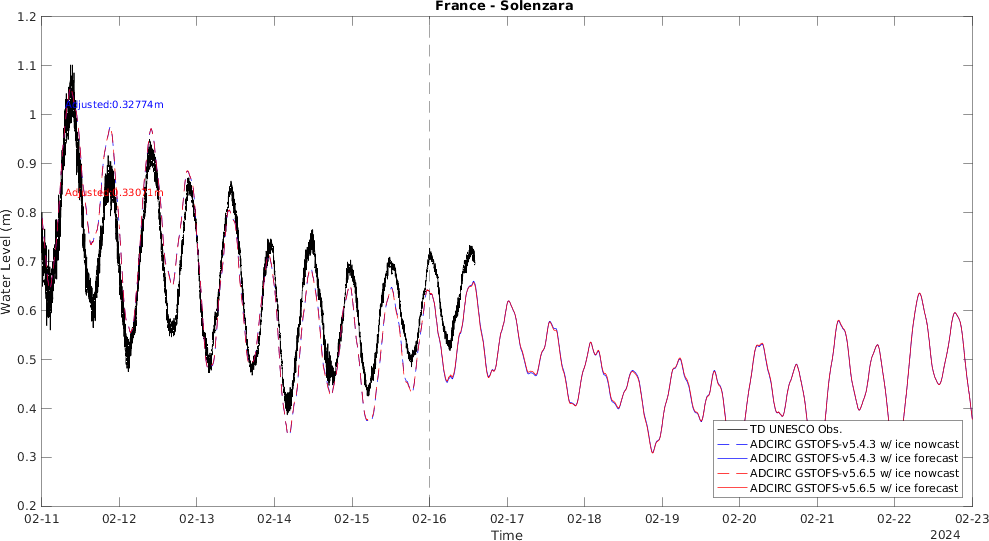 France - Solenzara
Water Level (m)
1.2
1.1
1
0.9
0.8
0.7
0.6
0.5
0.4
0.3
0.2
Adjusted:0.32774m
TD UNESCO Obs.
ADCIRC GSTOFS-v5.4.3 w/ ice nowcast
ADCIRC GSTOFS-v5.4.3 w/ ice forecast
ADCIRC GSTOFS-v5.6.5 w/ ice nowcast
ADCIRC GSTOFS-v5.6.5 w/ ice forecast
02-11 02-12 02-13 02-14 02-15 02-16 02-17 02-18 02-19 02-20 02-21 02-22 02-23
Time
2024